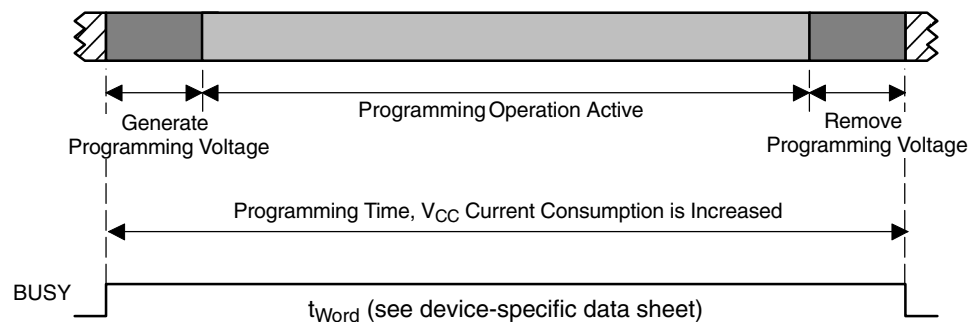 Programming Operation Active
Generate
Programming Voltage
Remove
Programming Voltage
Programming Time, VCC Current Consumption is Increased
BUSY
tWord (see device-specific data sheet)